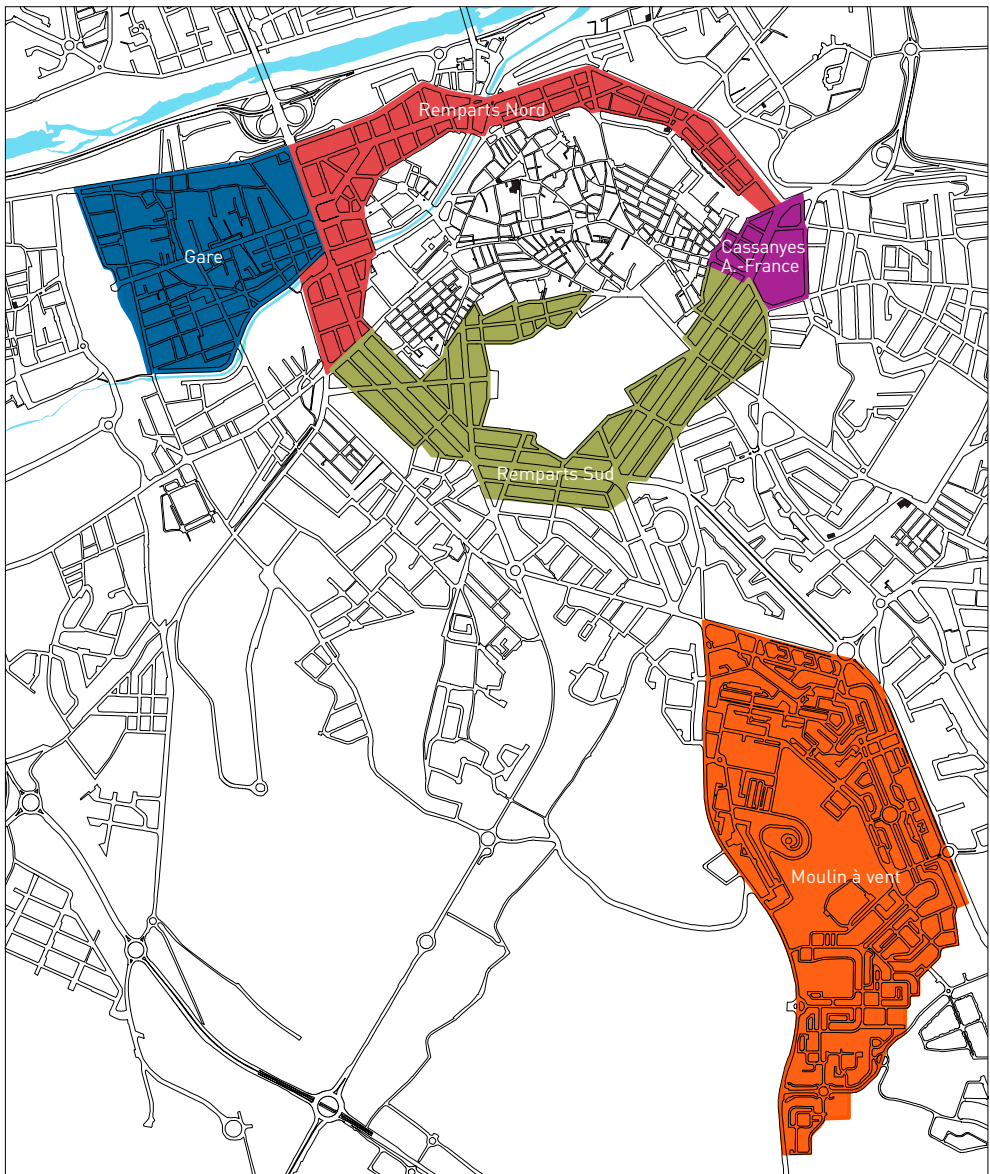 Remparts Nord
Gare
Cassanyes
A.-France
Remparts Sud
Moulin à vent